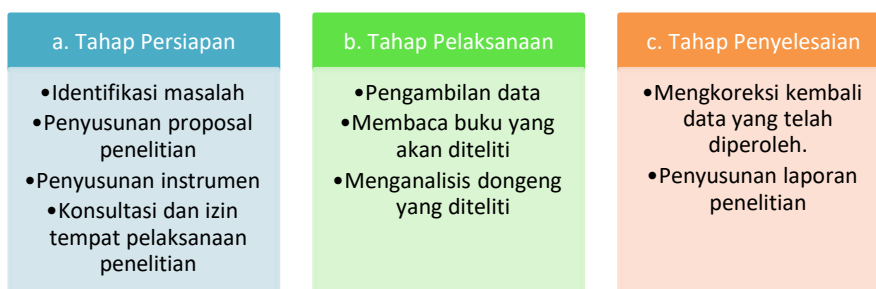 a. Tahap Persiapan
•Identifikasi masalah
•Penyusunan proposal
penelitian
•Penyusunan instrumen
•Konsultasi dan izin
tempat pelaksanaan
penelitian
b. Tahap Pelaksanaan
•Pengambilan data
•Membaca buku yang
akan diteliti
•Menganalisis dongeng
yang diteliti
c. Tahap Penyelesaian
•Mengkoreksi kembali
data yang telah
diperoleh.
•Penyusunan laporan
penelitian